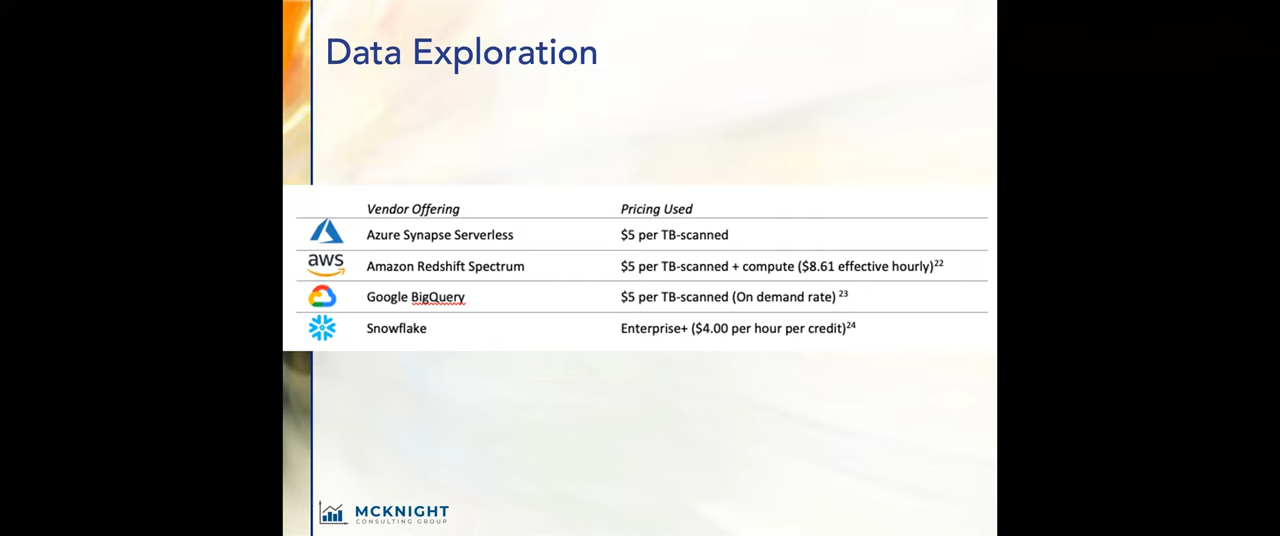 Data Exploration
Vendor Offering Pricing Used
Azure Synapse Serverless $5 per TB-scanned
aws Amazon Redshift Spectrum $5 per TB-scanned + compute ($8.61 effective hourly)22
Google BigQuery $5 per TB-scanned (On demand rate) 23
Snowflake Enterprise+ ($4.00 per hour per credit)24
MCKNIGHT
CONSULTING GROUP